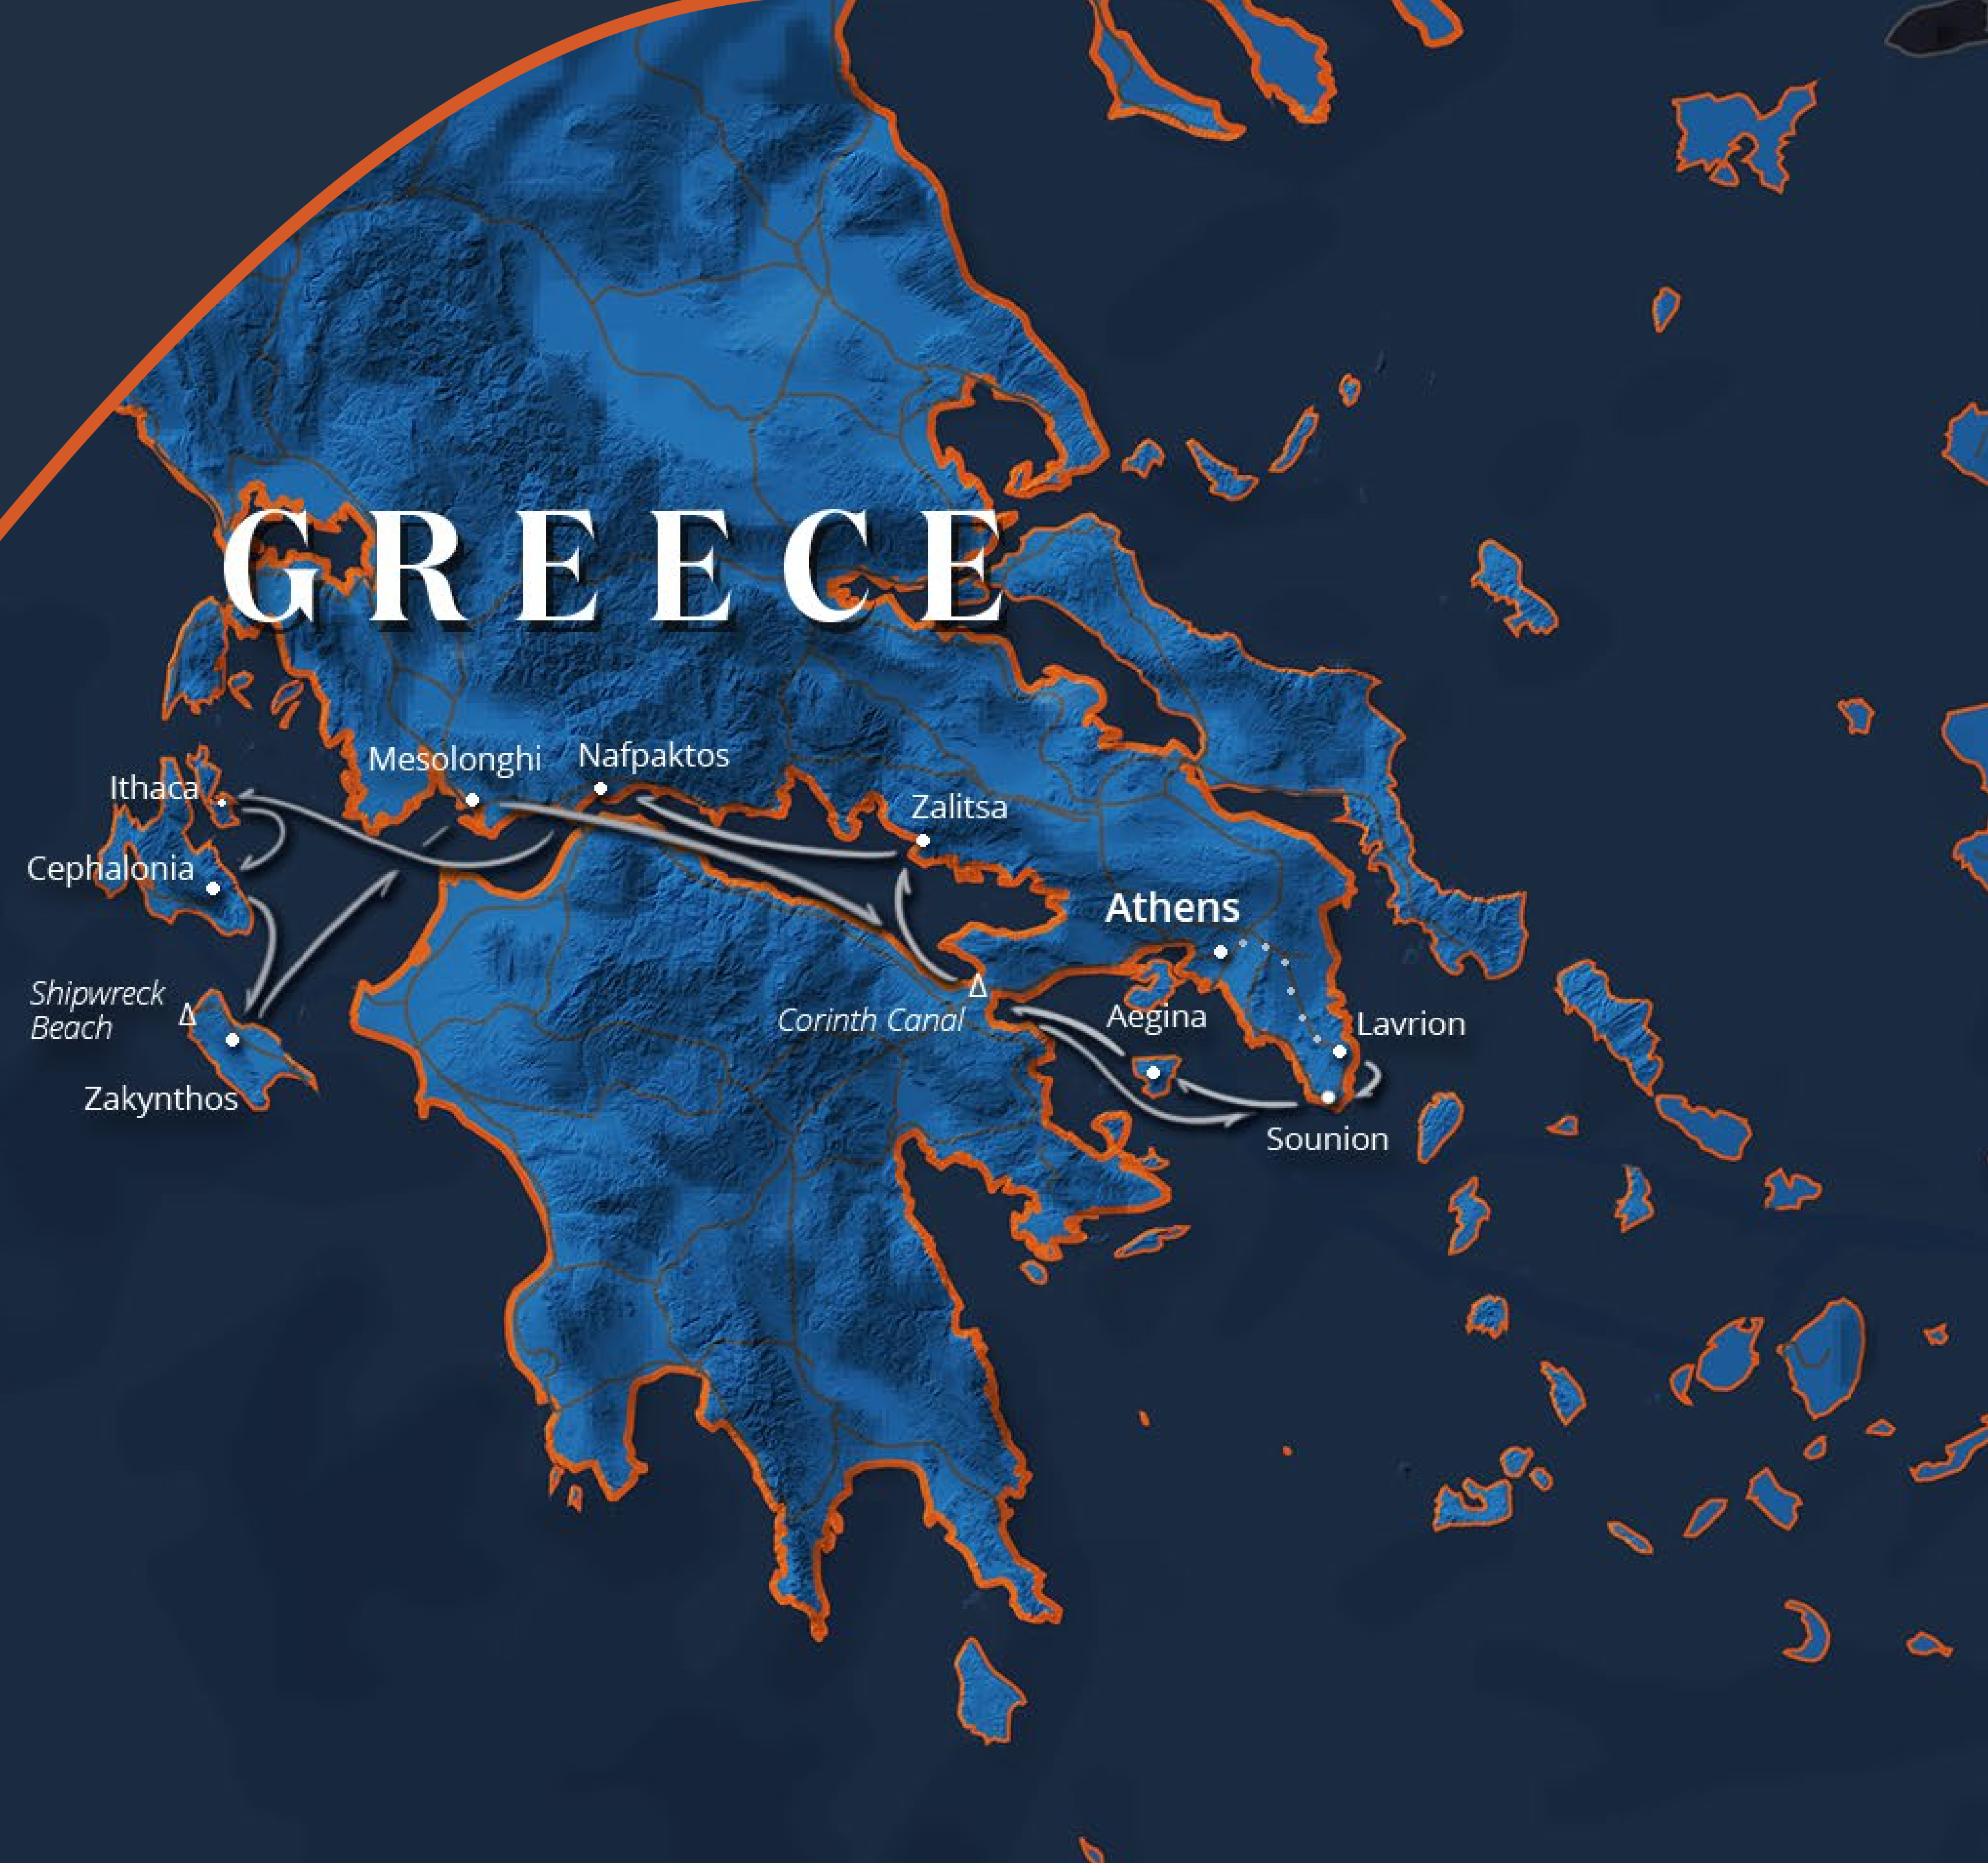 GREECE
Mesolonghi
Nafpaktos
Ithaca
Zalitsa
Cephalonia
Athens
Shipwreck
Beach
Corinth Canal
Aegina
Lavrion
Zakynthos
Sounion